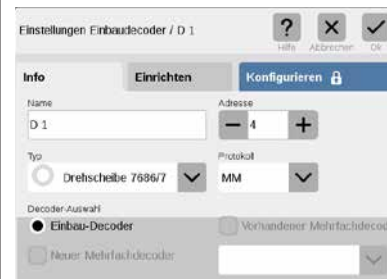 Einstellungen Einbaudecoder / D 1
Hilfe Abbrechen Ok
Info Einrichten Konfigurieren
Name Adresse
D 1 4
Typ Protokoll
Drehscheibe 7686/7 MM
Decoder-Auswahl
Einbau-Decoder Vorhandener Mehrfachdecod
Neuer Mehrfachdecoder